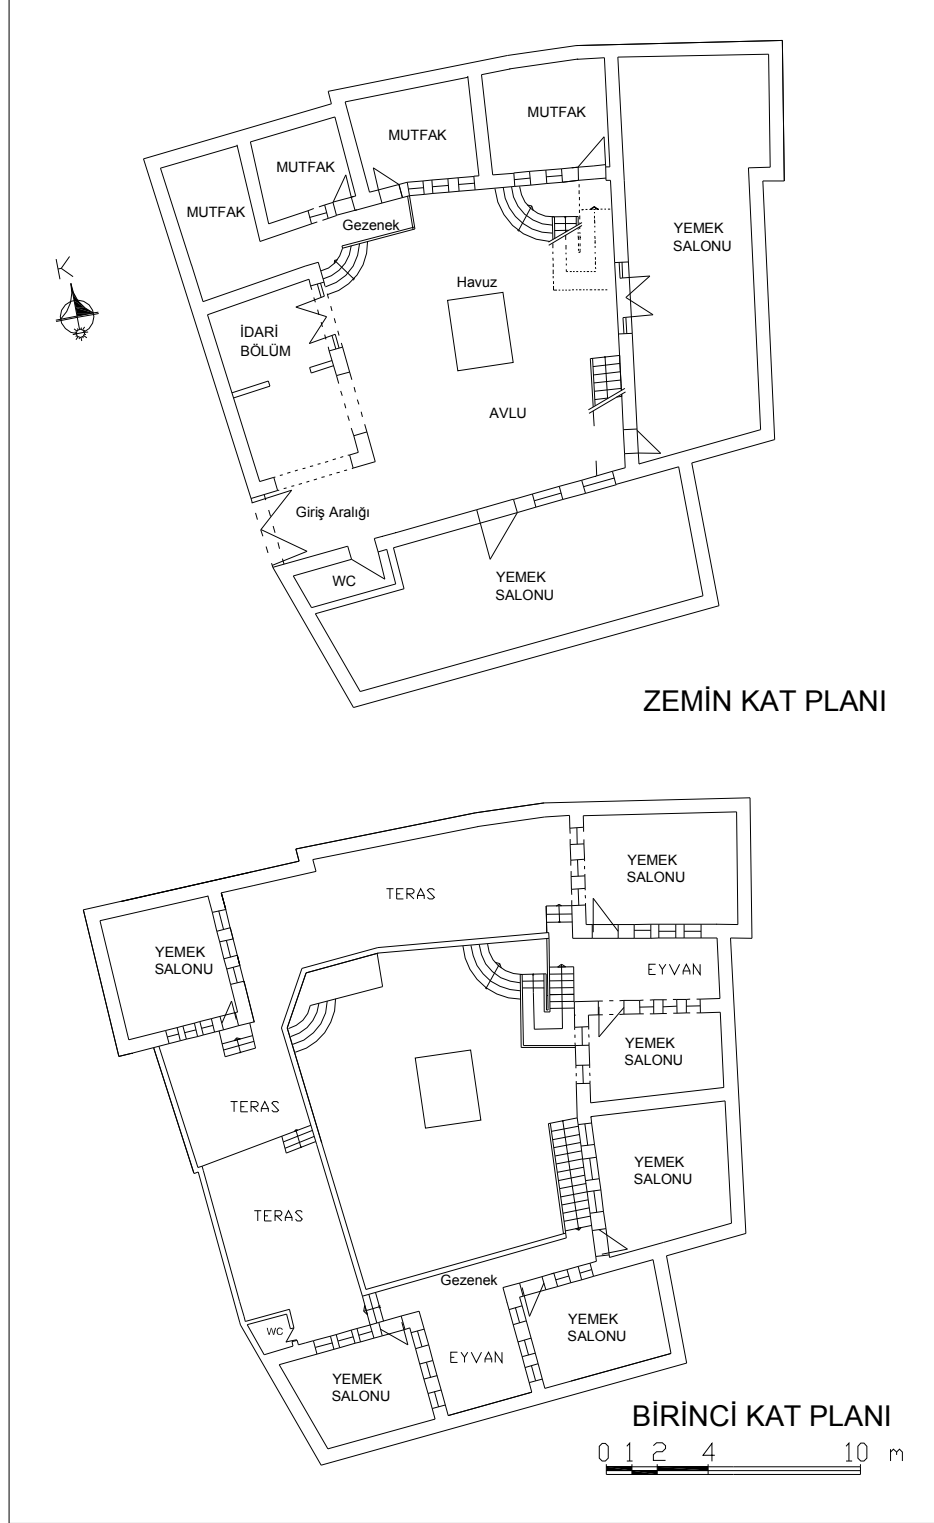 MUTFAK
MUTFAK
MUTFAK
MUTFAK
Gezenek
YEMEK
SALONU
K
Havuz
İDARİ
BÖLÜM
AVLU
Giriş Aralığı
WC
YEMEK
SALONU
ZEMİN KAT PLANI
YEMEK
SALONU
TERAS
YEMEK
SALONU
EYVAN
YEMEK
SALONU
TERAS
YEMEK
SALONU
TERAS
Gezenek
WC
YEMEK
SALONU
EYVAN
YEMEK
SALONU
BİRİNCİ KAT PLANI
0 1 2 4 10 m